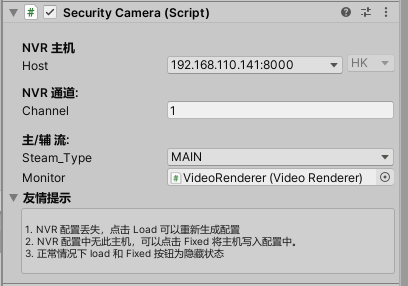 Security Camera (Script)
NVR 主机
Host 192.168.110.141:8000 HK
NVR 通道:
Channel 1
主/辅 流:
Steam_Type MAIN
Monitor VideoRenderer (Video Renderer)
友情提示
1. NVR 配置丢失，点击 Load 可以重新生成配置
2. NVR 配置中无此主机，可以点击 Fixed 将主机写入配置中。
3. 正常情况下 load 和 Fixed 按钮为隐藏状态